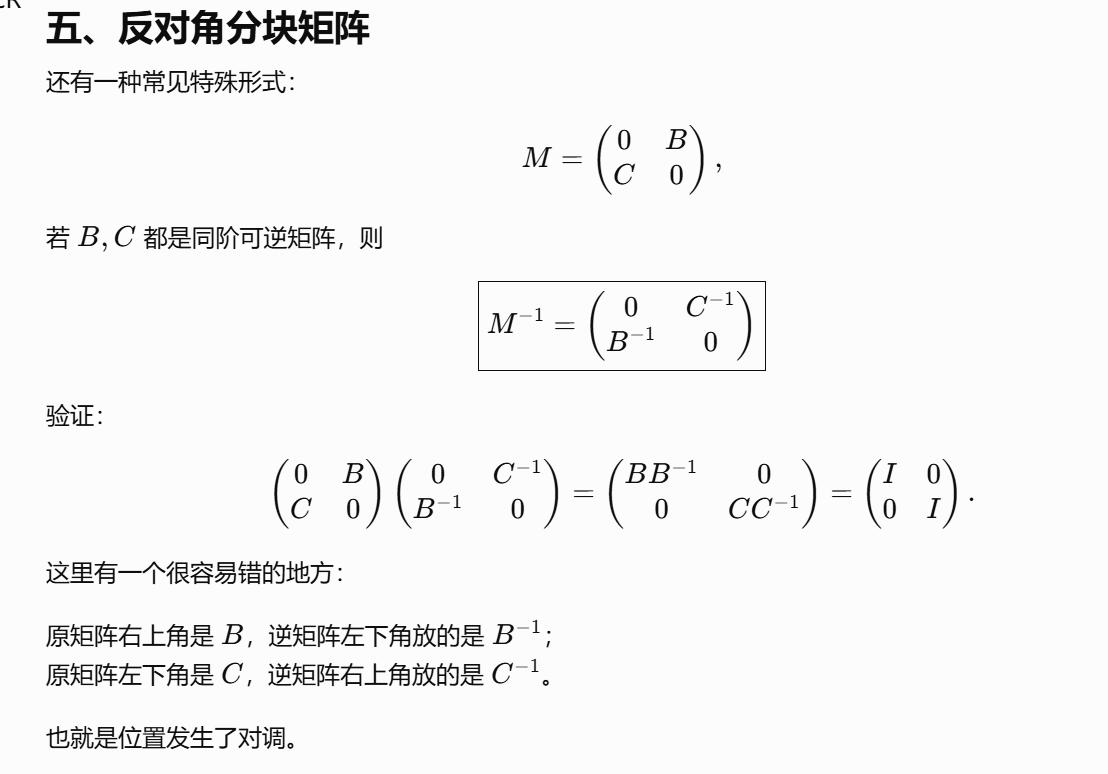 CR
五、反对角分块矩阵
还有一种常见特殊形式：
M = \begin{pmatrix} 0 & B \\ C & 0 \end{pmatrix},
若 B, C 都是同阶可逆矩阵，则
M^{-1} = \begin{pmatrix} 0 & C^{-1} \\ B^{-1} & 0 \end{pmatrix}
验证：
\begin{pmatrix} 0 & B \\ C & 0 \end{pmatrix} \begin{pmatrix} 0 & C^{-1} \\ B^{-1} & 0 \end{pmatrix} = \begin{pmatrix} BB^{-1} & 0 \\ 0 & CC^{-1} \end{pmatrix} = \begin{pmatrix} I & 0 \\ 0 & I \end{pmatrix}.
这里有一个很容易错的地方：
原矩阵右上角是 B，逆矩阵左下角放的是 B^{-1}；
原矩阵左下角是 C，逆矩阵右上角放的是 C^{-1}。
也就是位置发生了对调。